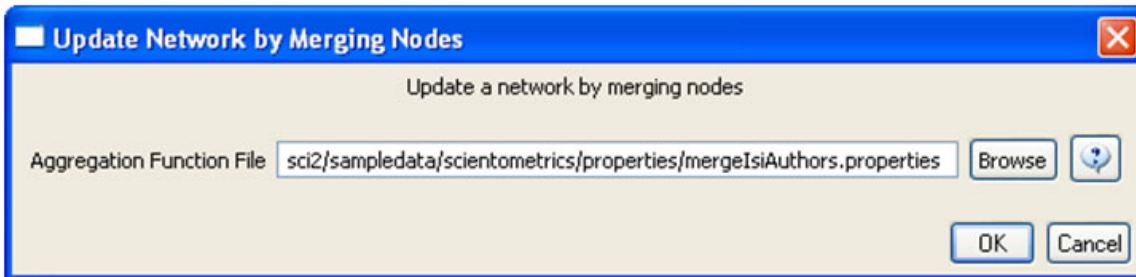 Update Network by Merging Nodes
Update a network by merging nodes
Aggregation Function File sci2/sampledata/scientometrics/properties/mergeIsiAuthors.properties Browse ?
OK Cancel